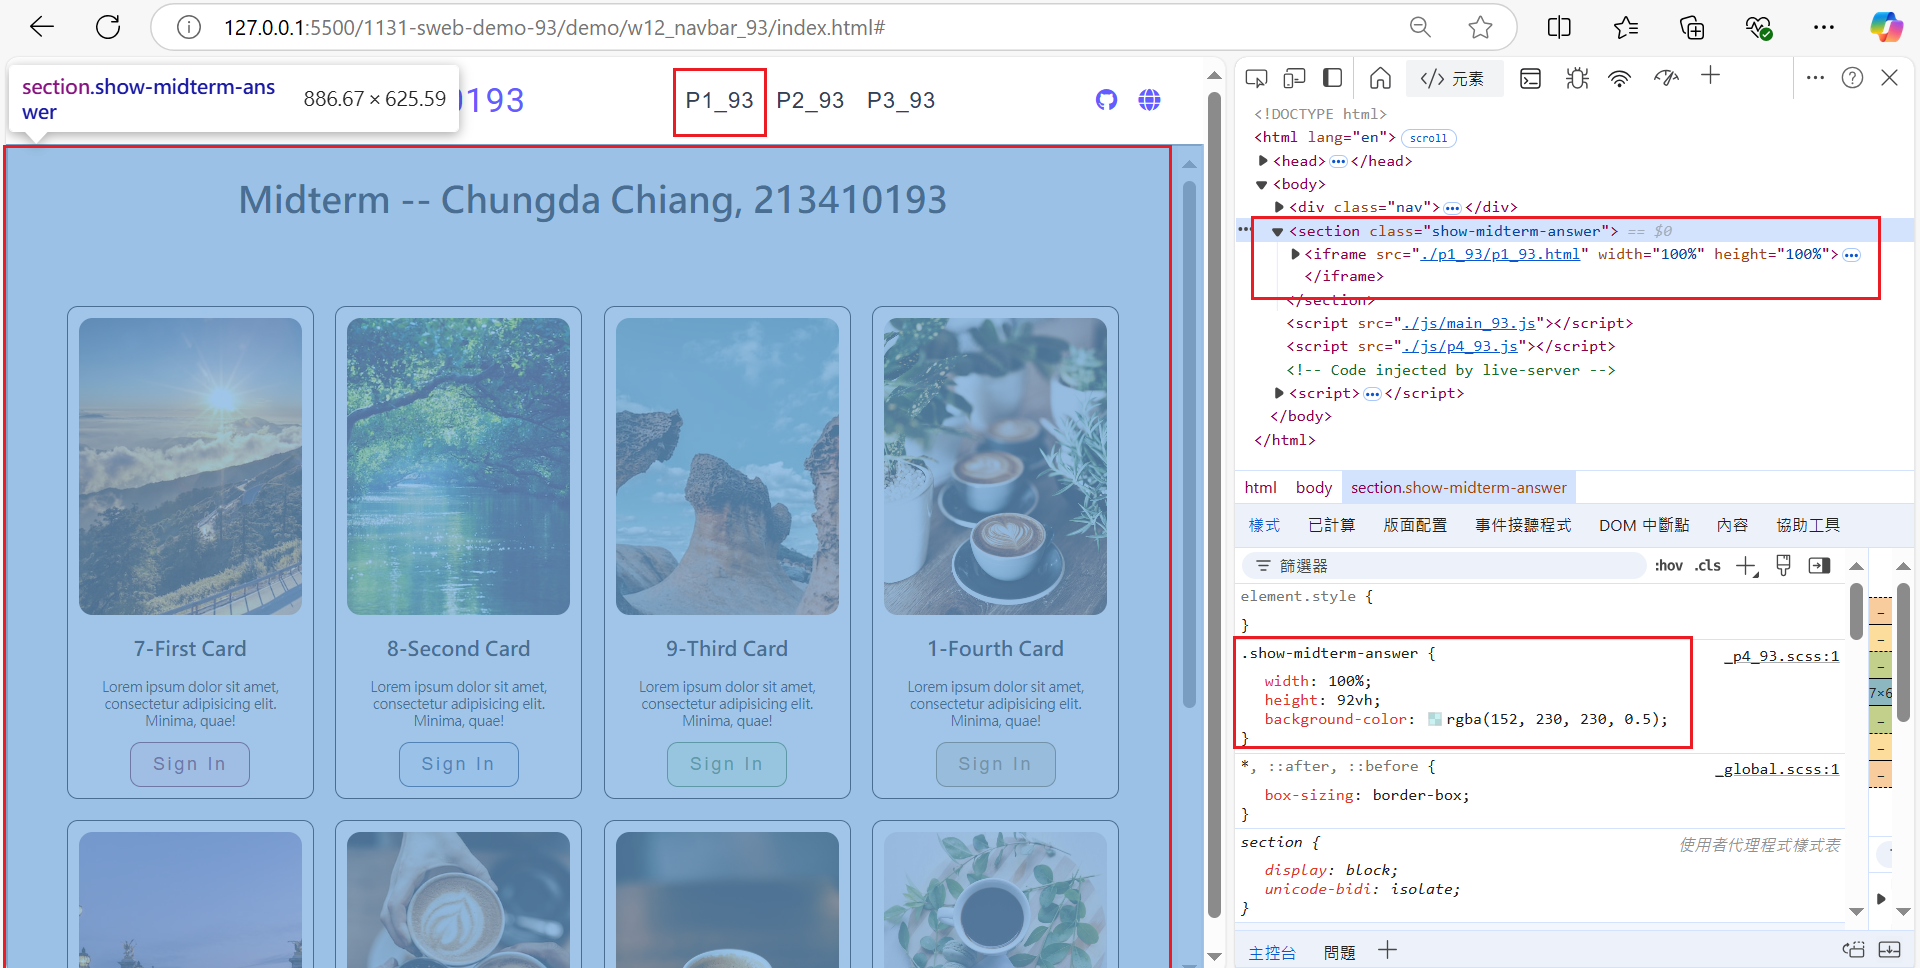 127.0.0.1:5500/1131-sweb-demo-93/demo/w12_navbar_93/index.html#
section.show-midterm-ans
wer
886.67 × 625.59
0193
P1_93
P2_93
P3_93
Midterm -- Chungda Chiang, 213410193
7-First Card
Lorem ipsum dolor sit amet,
consectetur adipisicing elit.
Minima, quae!
Sign In
8-Second Card
Lorem ipsum dolor sit amet,
consectetur adipisicing elit.
Minima, quae!
Sign In
9-Third Card
Lorem ipsum dolor sit amet,
consectetur adipisicing elit.
Minima, quae!
Sign In
1-Fourth Card
Lorem ipsum dolor sit amet,
consectetur adipisicing elit.
Minima, quae!
Sign In
</> 元素
<!DOCTYPE html>
<html lang="en"> scroll
<head>…</head>
<body>
<div class="nav">…</div>
<section class="show-midterm-answer"> == $0
<iframe src="./p1_93/p1_93.html" width="100%" height="100%">…
</iframe>
</section>
<script src="./js/main_93.js"></script>
<script src="./js/p4_93.js"></script>
<!-- Code injected by live-server -->
<script>…</script>
</body>
</html>
html body section.show-midterm-answer
樣式 已計算 版面配置 事件接聽程式 DOM 中斷點 內容 協助工具
篩選器 :hov .cls
element.style {
}
.show-midterm-answer { _p4_93.scss:1
width: 100%;
height: 92vh;
background-color: rgba(152, 230, 230, 0.5);
}
*, ::after, ::before { _global.scss:1
box-sizing: border-box;
}
section { 使用者代理程式樣式表
display: block;
unicode-bidi: isolate;
}
7×6
主控台 問題